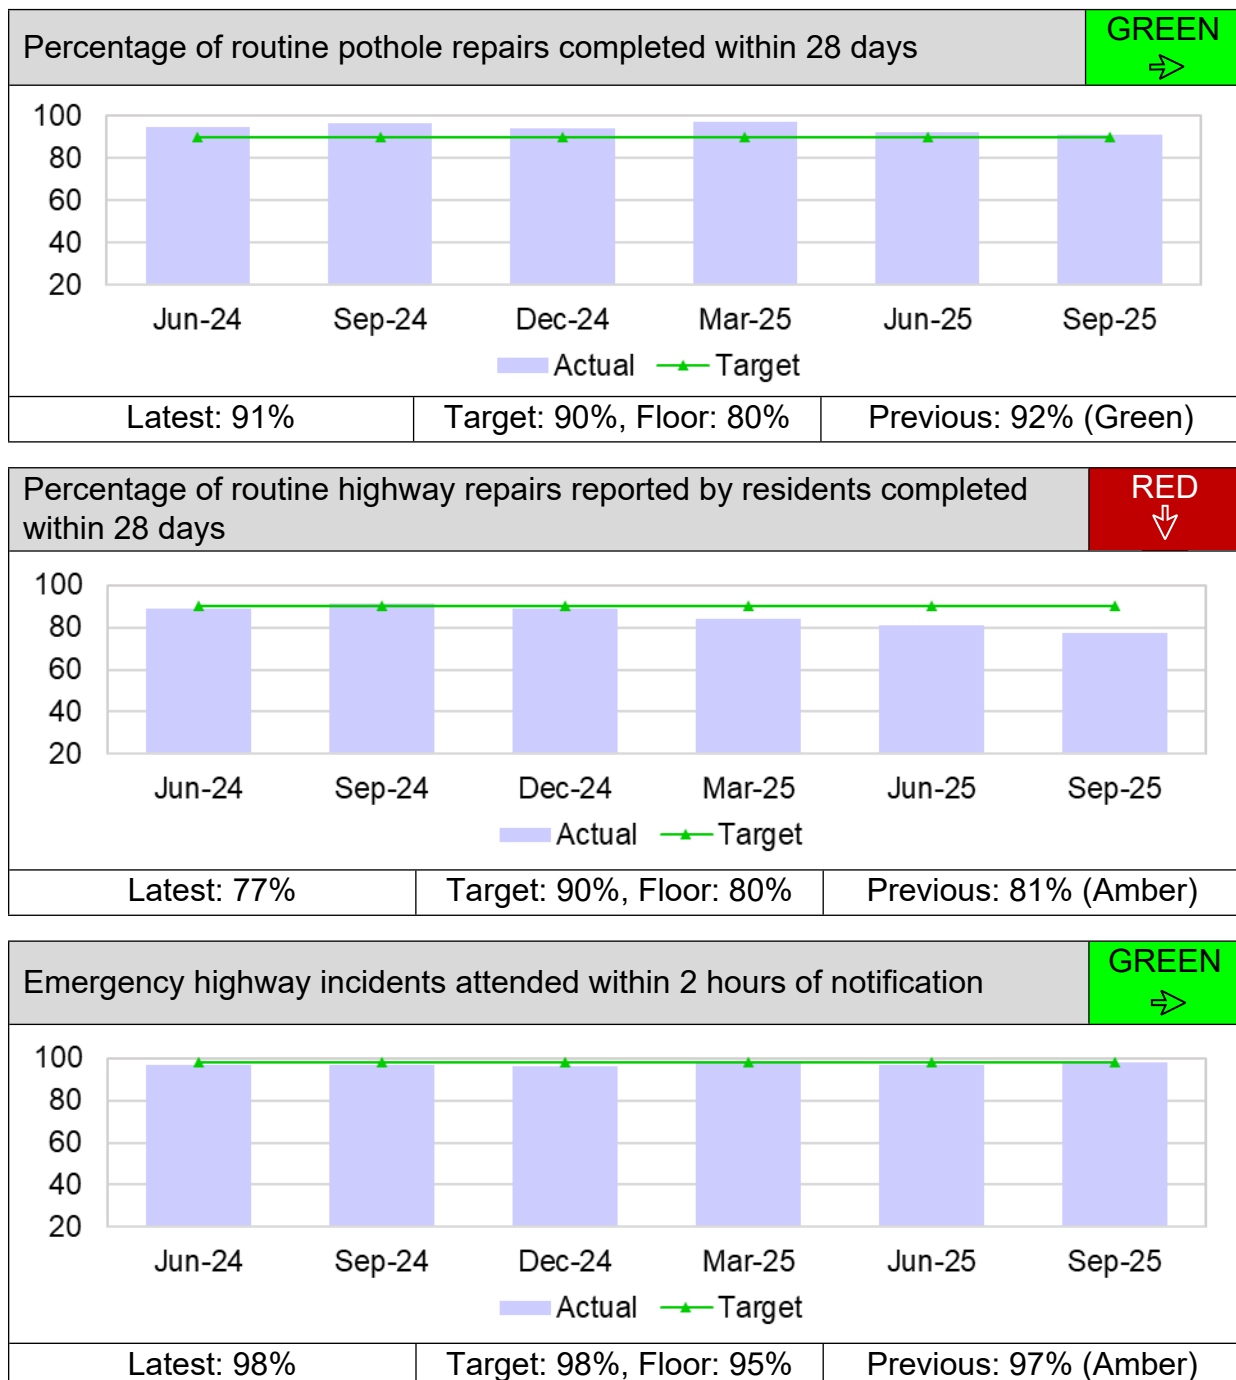 Percentage of routine pothole repairs completed within 28 days
GREEN
100
80
60
40
20
Jun-24 Sep-24 Dec-24 Mar-25 Jun-25 Sep-25
Actual Target
Latest: 91% Target: 90%, Floor: 80% Previous: 92% (Green)
Percentage of routine highway repairs reported by residents completed
within 28 days
RED
100
80
60
40
20
Jun-24 Sep-24 Dec-24 Mar-25 Jun-25 Sep-25
Actual Target
Latest: 77% Target: 90%, Floor: 80% Previous: 81% (Amber)
Emergency highway incidents attended within 2 hours of notification
GREEN
100
80
60
40
20
Jun-24 Sep-24 Dec-24 Mar-25 Jun-25 Sep-25
Actual Target
Latest: 98% Target: 98%, Floor: 95% Previous: 97% (Amber)